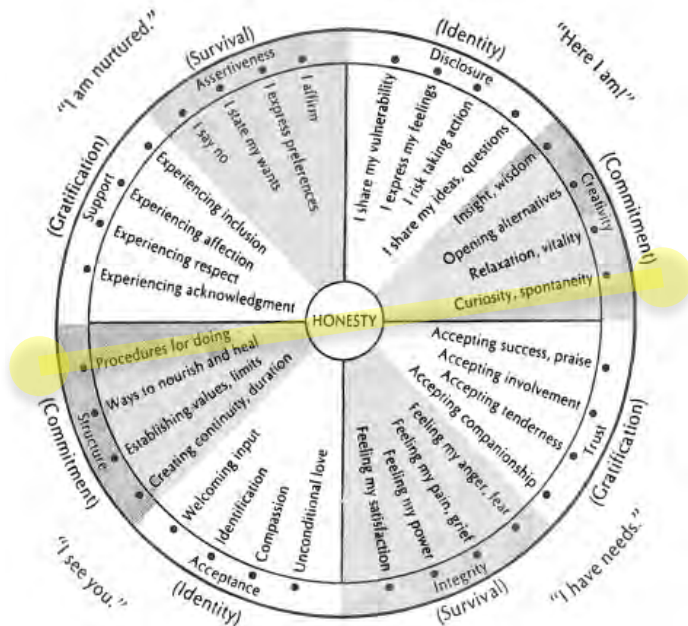 "I am nurtured."
(Survival)
Assertiveness
I say no
I state my wants
I express preferences
I affirm
(Identity)
Disclosure
"Here I am!"
I share my vulnerability
I express my feelings
I risk taking action
I share my ideas, questions
(Commitment)
Creativity
Insight, wisdom
Opening alternatives
Relaxation, vitality
Curiosity, spontaneity
(Gratification)
Support
Experiencing inclusion
Experiencing affection
Experiencing respect
Experiencing acknowledgment
HONESTY
Procedures for doing
Ways to nourish and heal
Establishing values, limits
Creating continuity, duration
Structure
(Commitment)
Accepting success, praise
Accepting involvement
Accepting tenderness
Accepting companionship
Trust
(Gratification)
Feeling my anger, fear
Feeling my pain, grief
Feeling my power
Feeling my satisfaction
Integrity
(Survival)
"I have needs."
Welcoming input
Identification
Compassion
Unconditional love
Acceptance
(Identity)
"I see you."